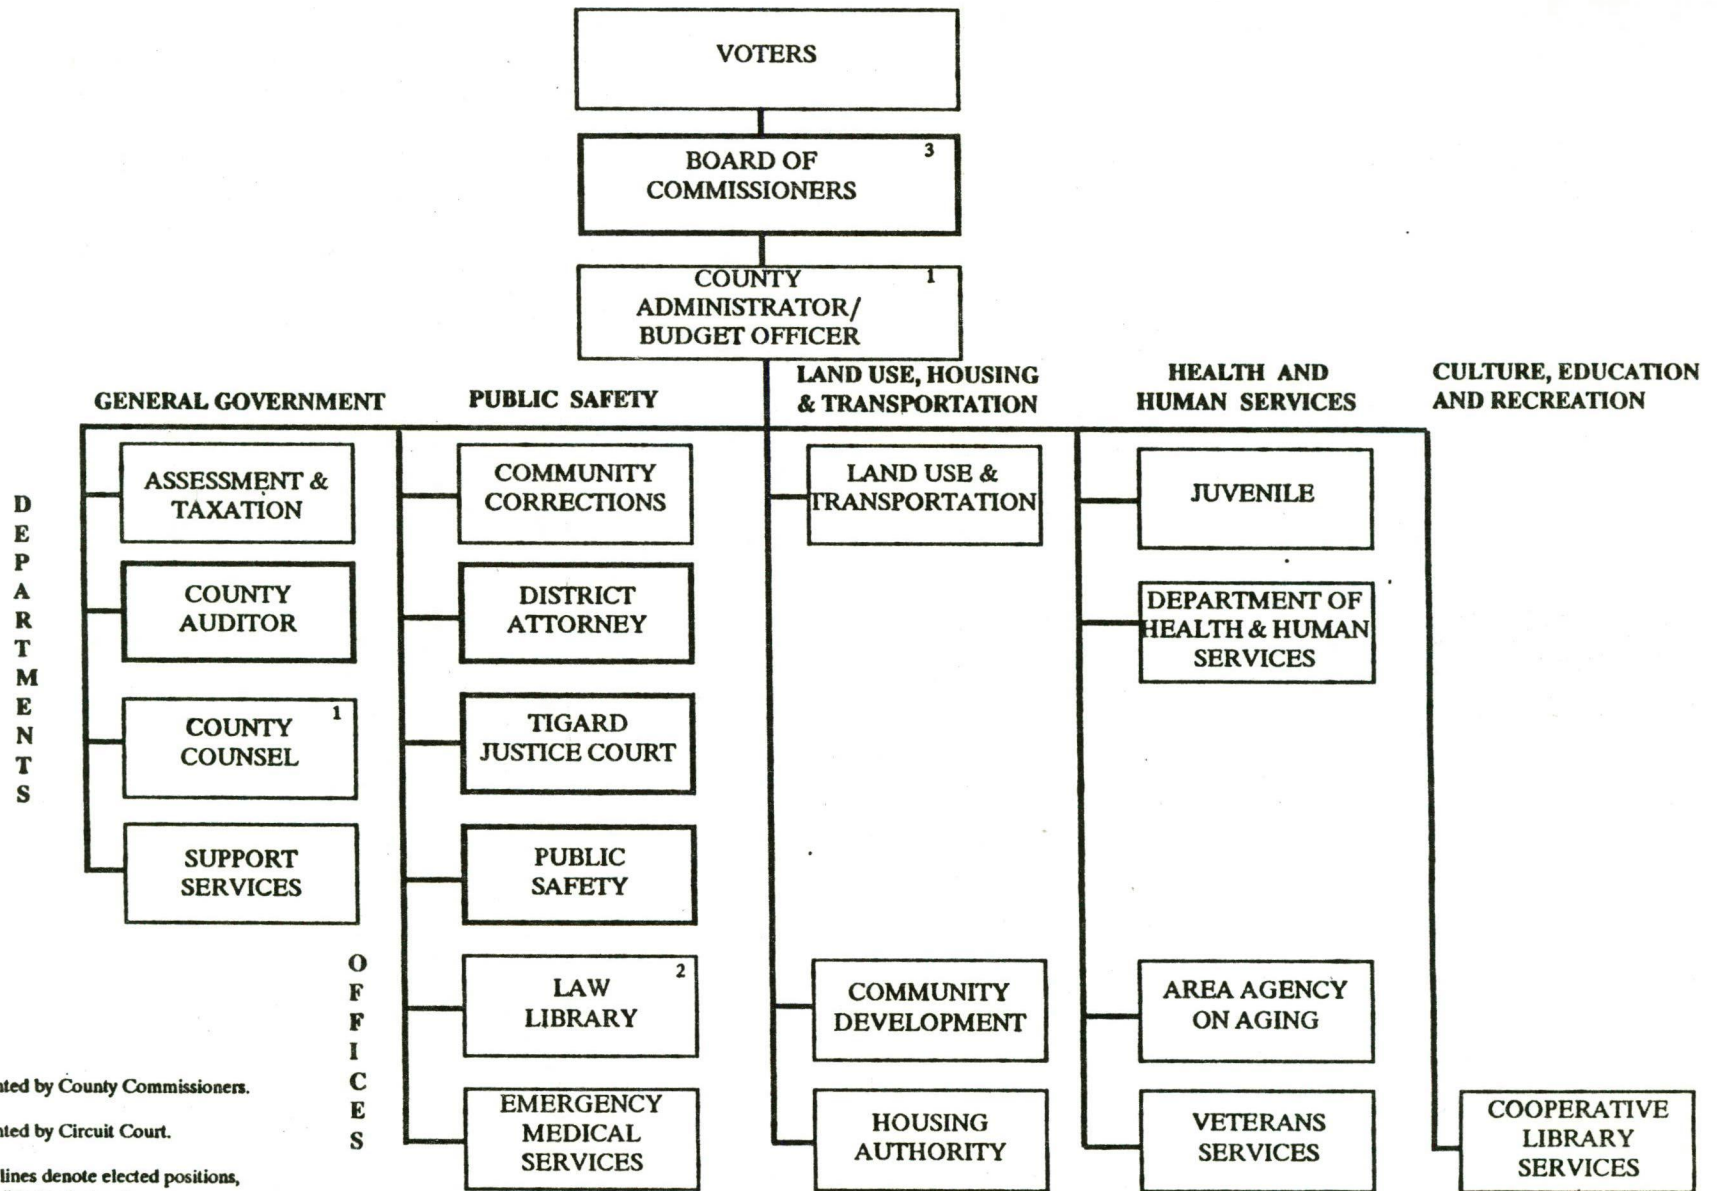 VOTERS
BOARD OF
COMMISSIONERS
3
COUNTY
ADMINISTRATOR/
BUDGET OFFICER
1
GENERAL GOVERNMENT
PUBLIC SAFETY
LAND USE, HOUSING
& TRANSPORTATION
HEALTH AND
HUMAN SERVICES
CULTURE, EDUCATION
AND RECREATION
DEPARTMENTS
ASSESSMENT &
TAXATION
COUNTY
AUDITOR
COUNTY
COUNSEL
1
SUPPORT
SERVICES
COMMUNITY
CORRECTIONS
DISTRICT
ATTORNEY
TIGARD
JUSTICE COURT
PUBLIC
SAFETY
OFFICES
LAW
LIBRARY
2
EMERGENCY
MEDICAL
SERVICES
LAND USE &
TRANSPORTATION
COMMUNITY
DEVELOPMENT
HOUSING
AUTHORITY
JUVENILE
DEPARTMENT OF
HEALTH & HUMAN
SERVICES
AREA AGENCY
ON AGING
VETERANS
SERVICES
COOPERATIVE
LIBRARY
SERVICES
by County Commissioners.
by Circuit Court.
lines denote elected positions,